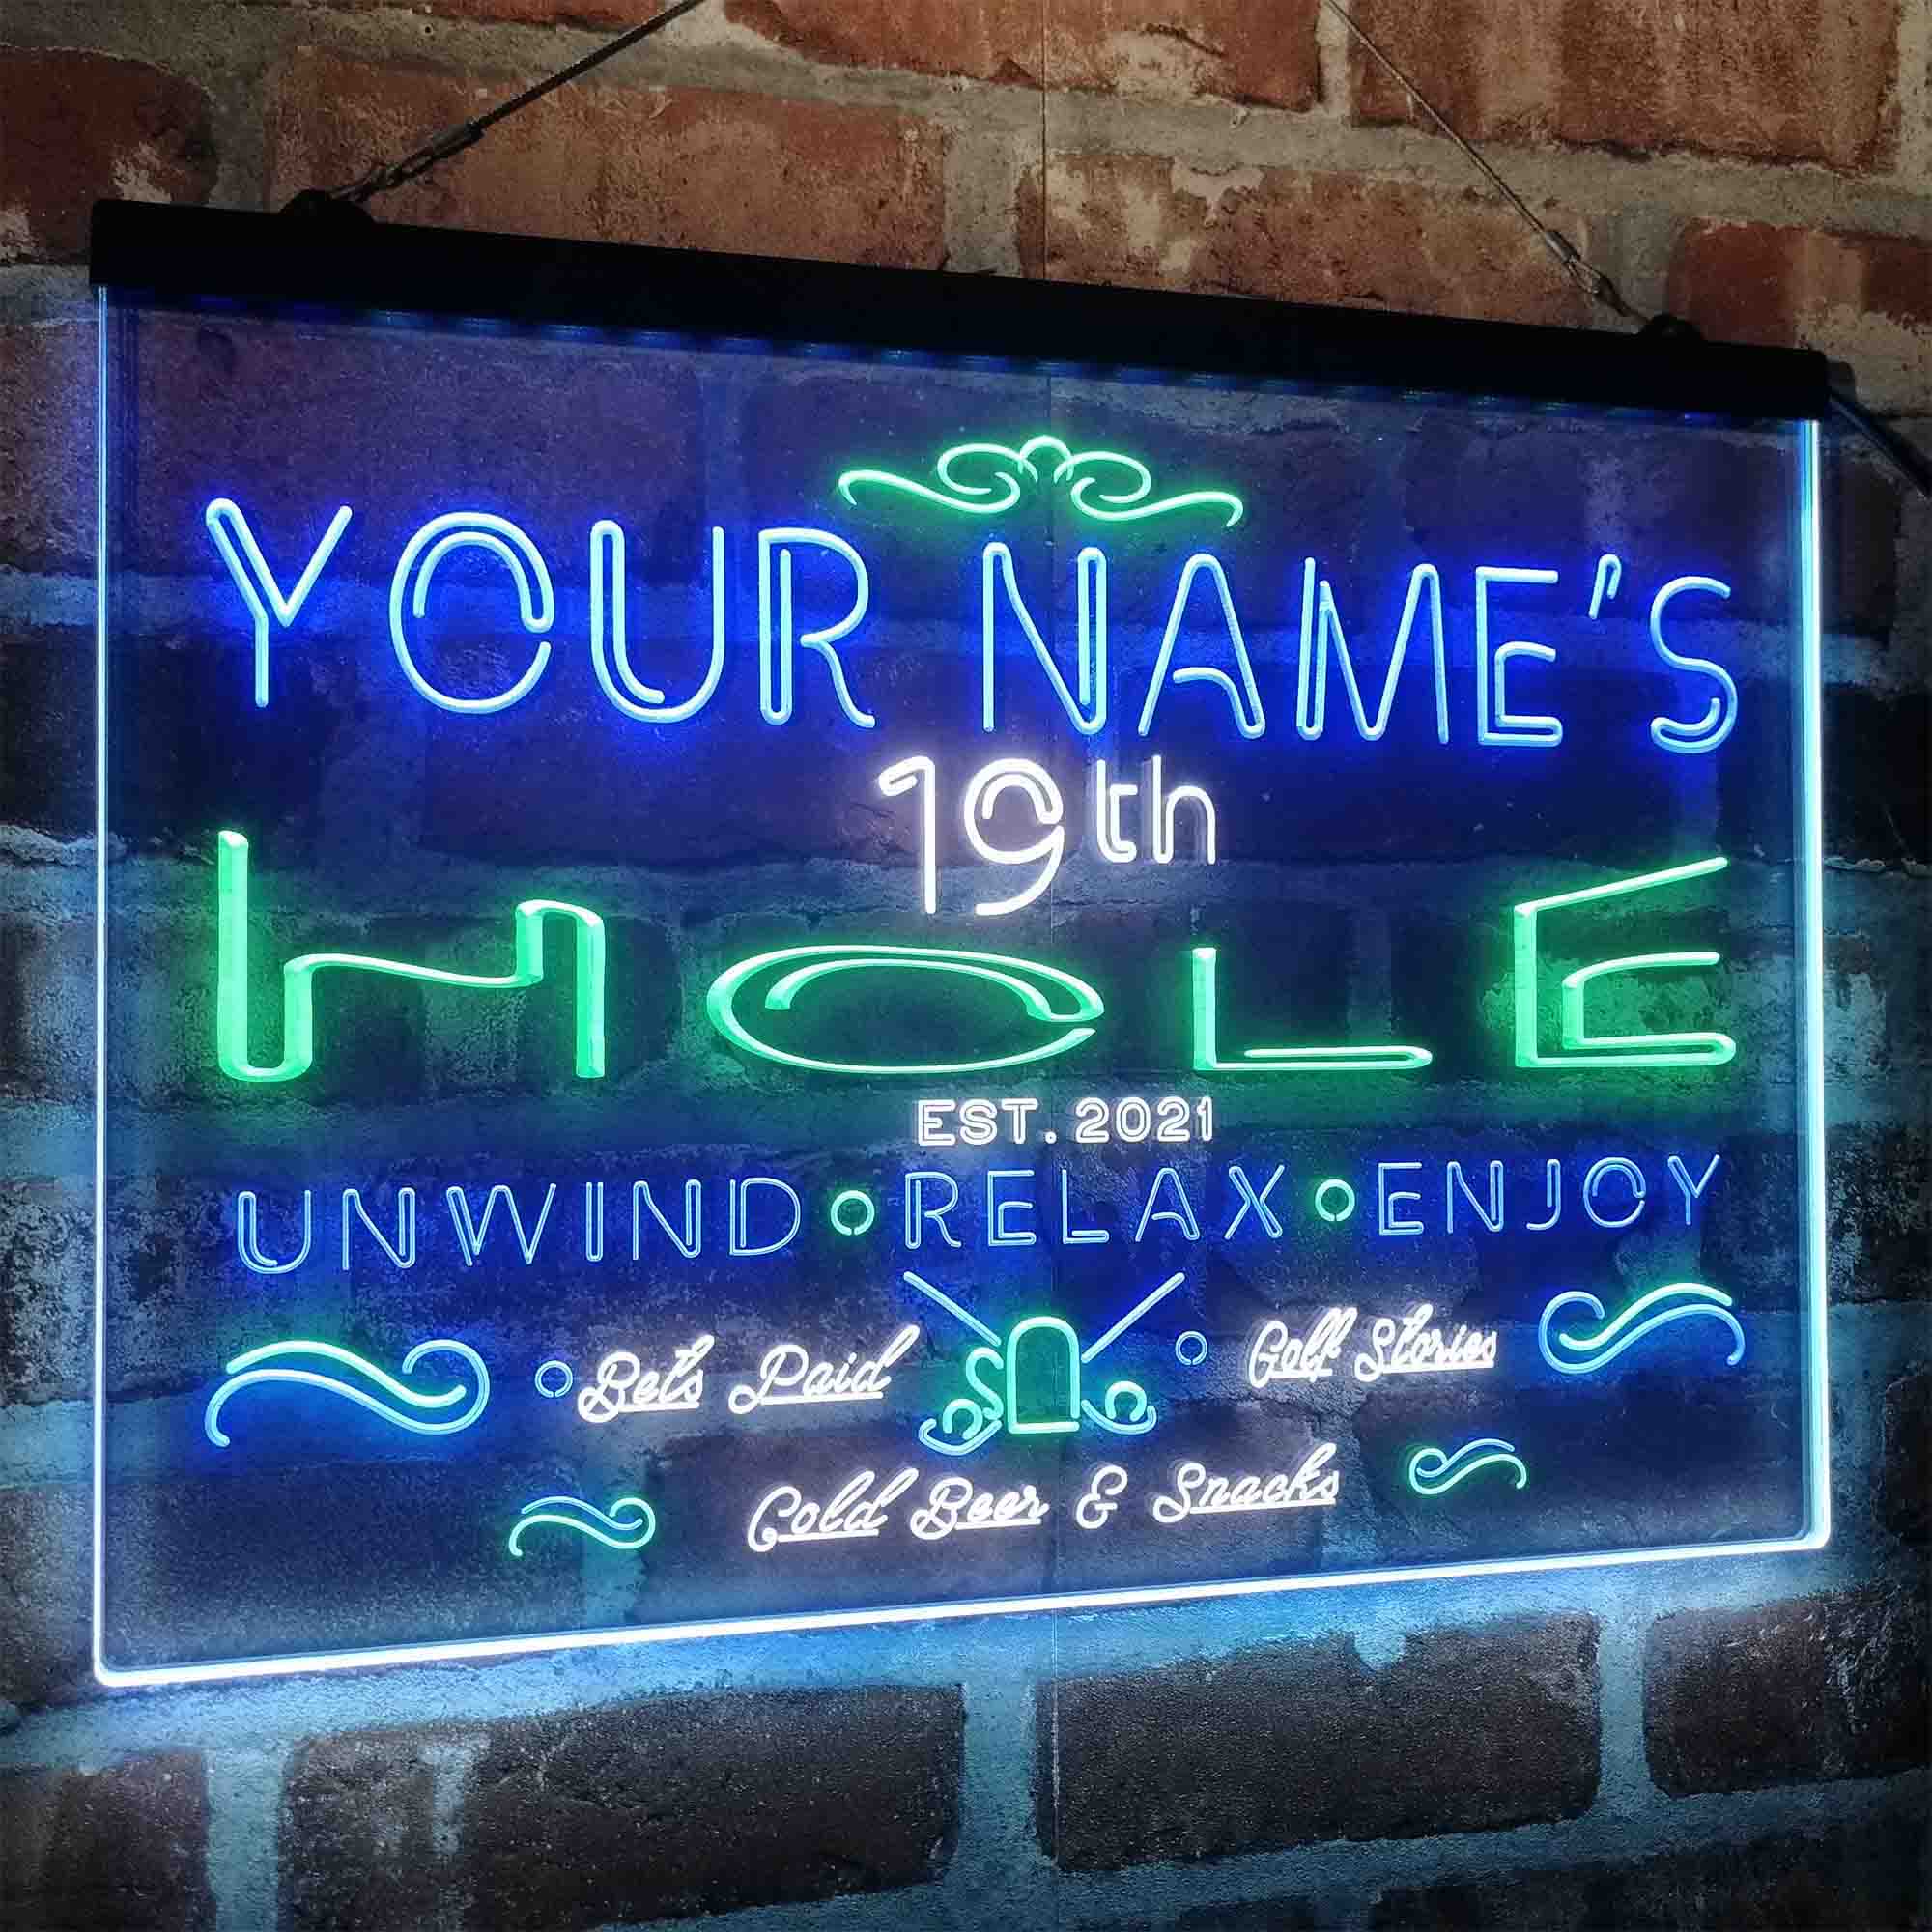 YOUR NAME'S
19th
HOLE
EST. 2021
UNWIND • RELAX • ENJOY
Bets Paid
Golf Stories
Cold Beer & Snacks